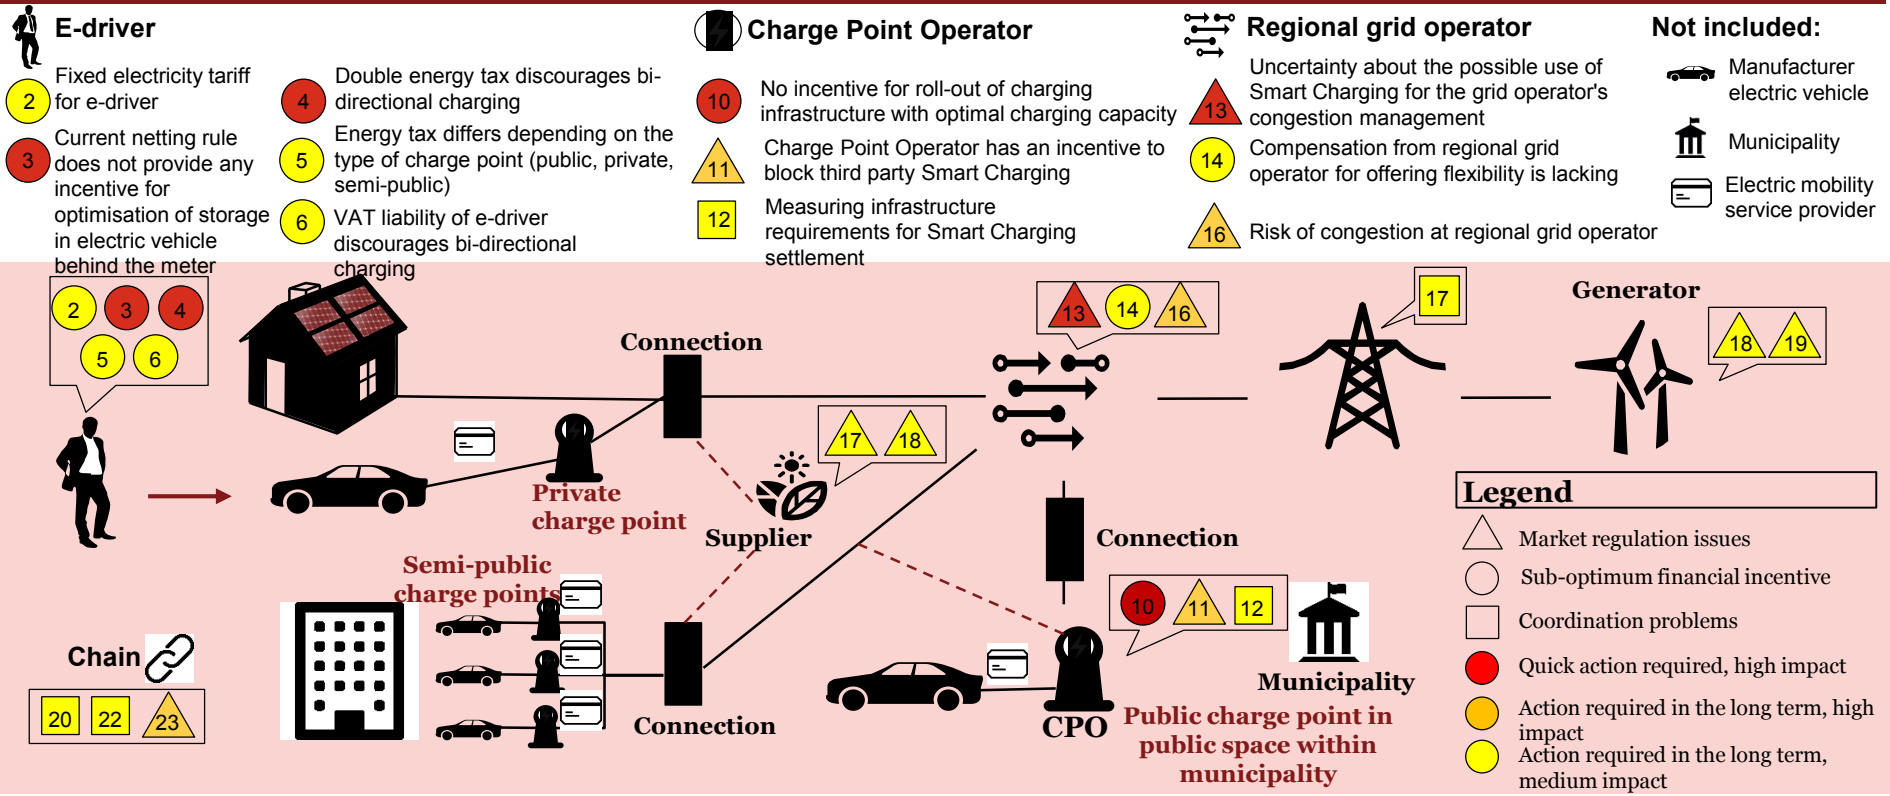 E-driver
2
Fixed electricity tariff
for e-driver
3
Current netting rule
does not provide any
incentive for
optimisation of storage
in electric vehicle
behind the meter
4
Double energy tax discourages bi-
directional charging
5
Energy tax differs depending on the
type of charge point (public, private,
semi-public)
6
VAT liability of e-driver
discourages bi-directional
charging
Charge Point Operator
10
No incentive for roll-out of charging
infrastructure with optimal charging capacity
11
Charge Point Operator has an incentive to
block third party Smart Charging
12
Measuring infrastructure
requirements for Smart Charging
settlement
Regional grid operator
13
Uncertainty about the possible use of
Smart Charging for the grid operator's
congestion management
14
Compensation from regional grid
operator for offering flexibility is lacking
16
Risk of congestion at regional grid operator
Not included:
Manufacturer
electric vehicle
Municipality
Electric mobility
service provider
2 3 4
5 6
Connection
13 14 16
17
Generator
18 19
17 18
Private
charge point
Supplier
Semi-public
charge points
Connection
Connection
10 11 12
Municipality
CPO
Public charge point in
public space within
municipality
Chain
20 22 23
Legend
Market regulation issues
Sub-optimum financial incentive
Coordination problems
Quick action required, high impact
Action required in the long term, high
impact
Action required in the long term,
medium impact